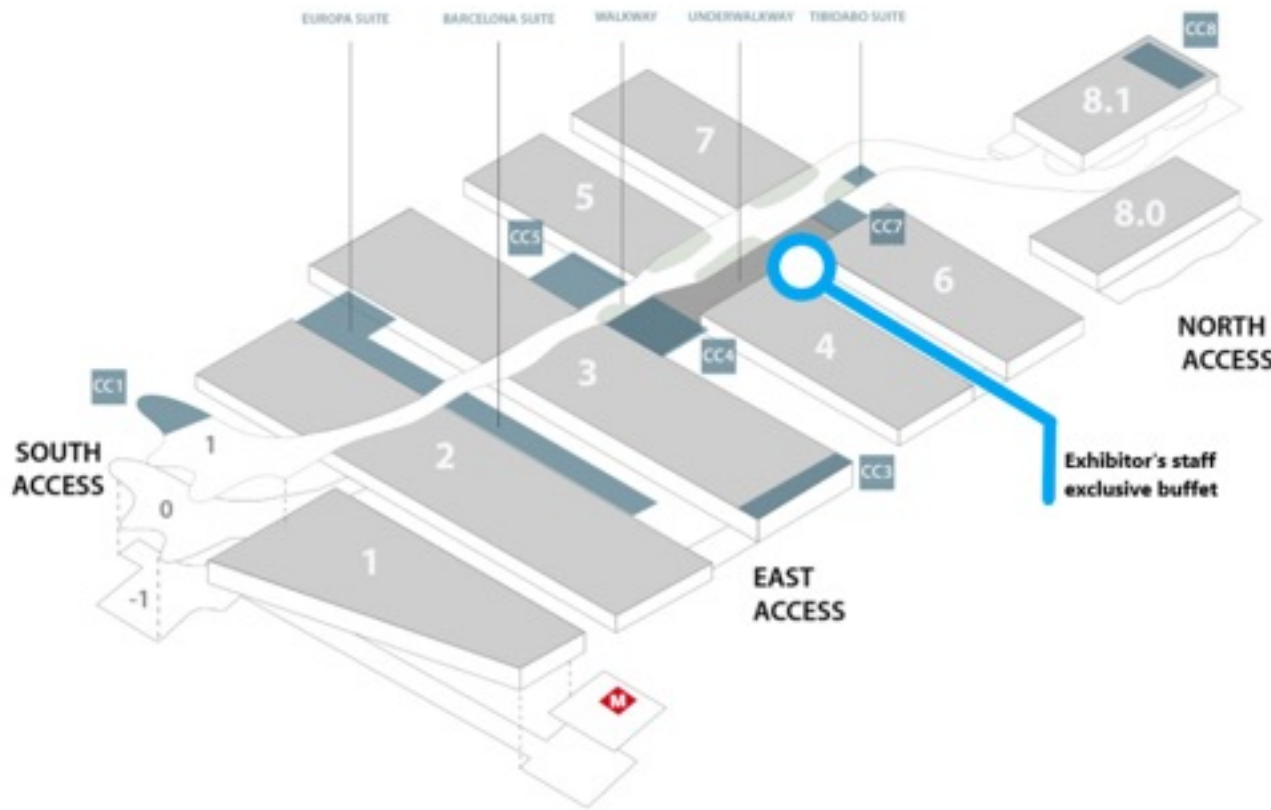 EUROPA SUITE
BARCELONA SUITE
WALKWAY
UNDERWALKWAY
TIBIDABO SUITE
CC8
8.1
7
5
8.0
CC5
CC7
6
NORTH
ACCESS
4
CC4
3
CC1
1
SOUTH
ACCESS
2
CC3
Exhibitor's staff
exclusive buffet
0
1
EAST
ACCESS
-1
M